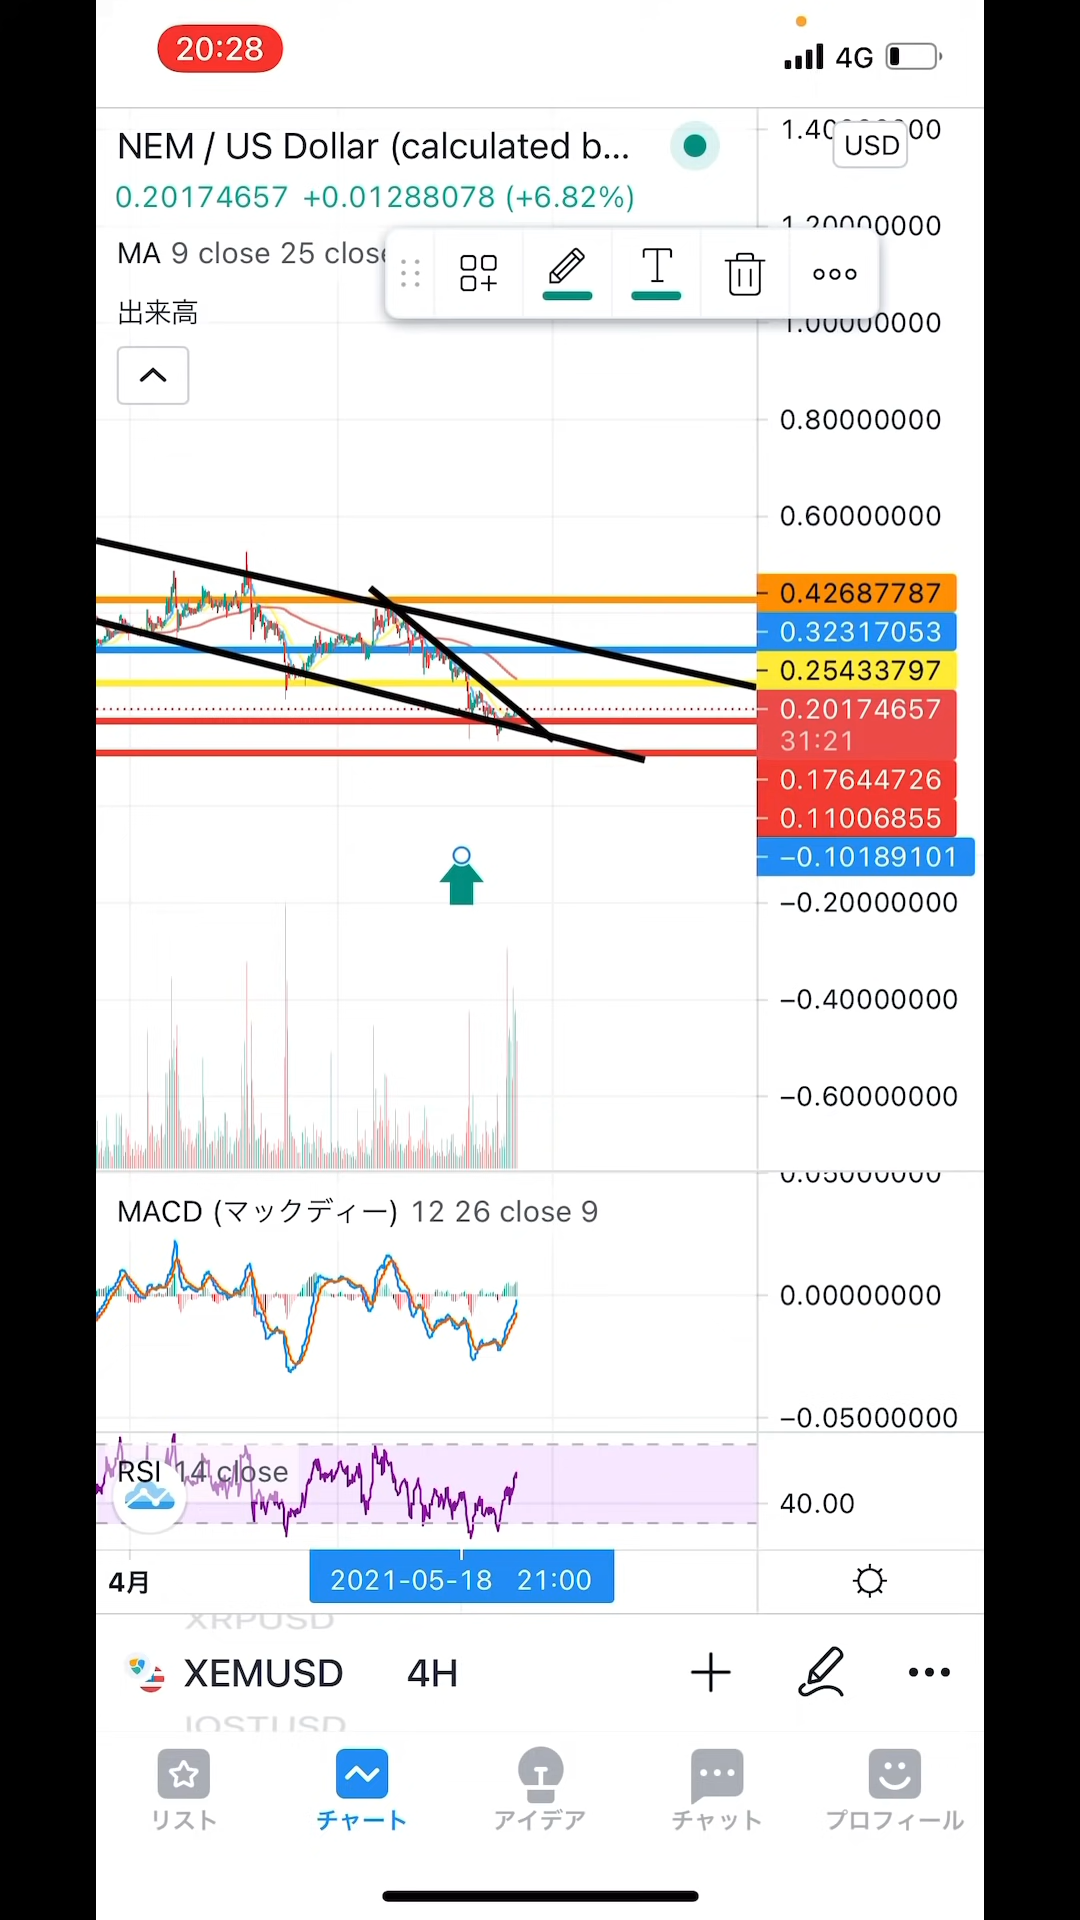 20:28
4G
NEM / US Dollar (calculated b...
USD
0.20174657 +0.01288078 (+6.82%)
MA 9 close 25 close
出来高
T
1.20000000
1.00000000
0.80000000
0.60000000
0.42687787
0.32317053
0.25433797
0.20174657
31:21
0.17644726
0.11006855
−0.10189101
−0.20000000
−0.40000000
−0.60000000
0.05000000
MACD (マックディー) 12 26 close 9
0.00000000
−0.05000000
RSI 14 close
40.00
4月
2021-05-18 21:00
XRPUSD
XEMUSD 4H
IOSTUSD
リスト
チャート
アイデア
チャット
プロフィール